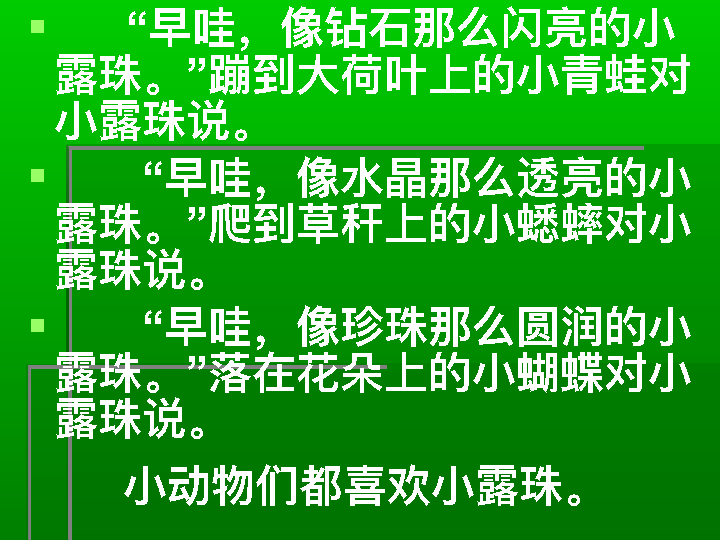 “早哇，像钻石那么闪亮的小
露珠。”蹦到大荷叶上的小青蛙对
小露珠说。
“早哇，像水晶那么透亮的小
露珠。”爬到草秆上的小蟋蟀对小
露珠说。
“早哇，像珍珠那么圆润的小
露珠。”落在花朵上的小蝴蝶对小
露珠说。
小动物们都喜欢小露珠。